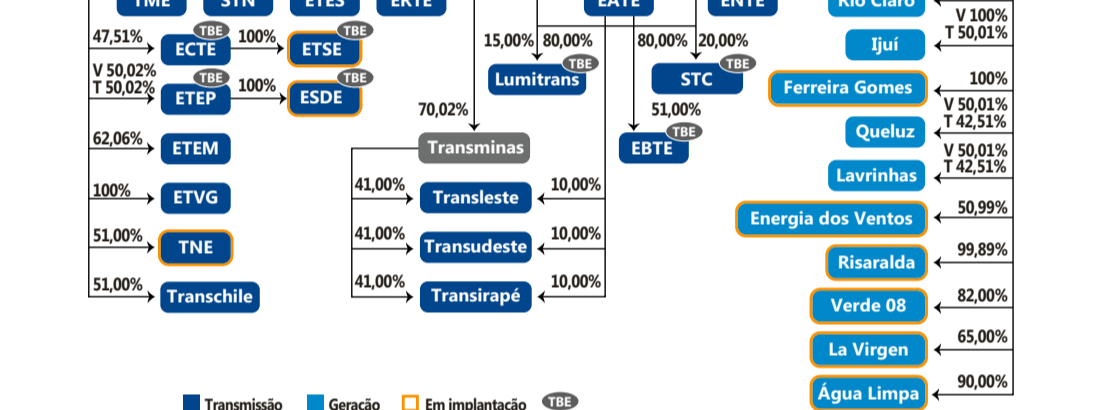 TME STN ETES ERTE EATE ENTE Rio Claro
V 100%
T 50,01%
Ijuí
47,51%
ECTE TBE
100%
ETSE TBE
15,00% 80,00%
80,00% 20,00%
Lumitrans TBE
STC TBE
100%
Ferreira Gomes
V 50,02%
T 50,02%
ETEP TBE
100%
ESDE TBE
70,02%
51,00%
V 50,01%
T 42,51%
Queluz
62,06%
ETEM
Transminas
EBTE TBE
V 50,01%
T 42,51%
Lavrinhas
100%
ETVG
41,00%
Transleste
10,00%
50,99%
Energia dos Ventos
51,00%
TNE
41,00%
Transudeste
10,00%
99,89%
Risaralda
51,00%
Transchile
41,00%
Transirapé
10,00%
82,00%
Verde 08
65,00%
La Virgen
90,00%
Água Limpa
Transmissão Geração Em implantação TBE